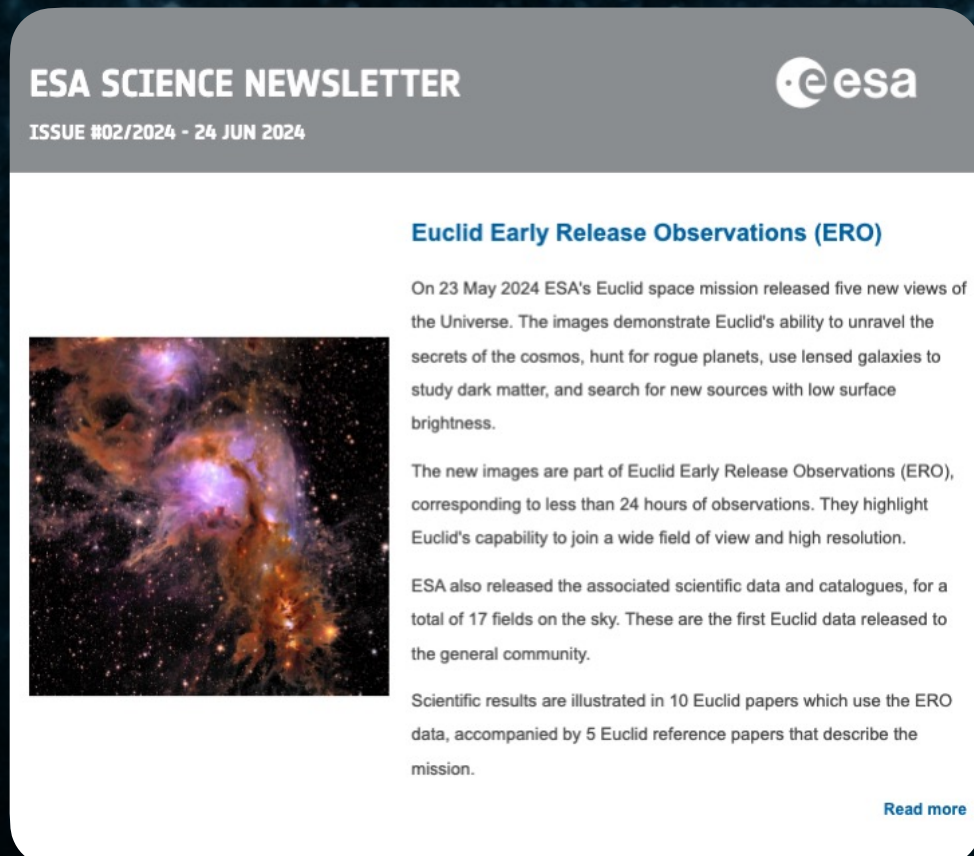 ESA SCIENCE NEWSLETTER
esa
ISSUE #02/2024 - 24 JUN 2024
Euclid Early Release Observations (ERO)
On 23 May 2024 ESA's Euclid space mission released five new views of
the Universe. The images demonstrate Euclid's ability to unravel the
secrets of the cosmos, hunt for rogue planets, use lensed galaxies to
study dark matter, and search for new sources with low surface
brightness.
The new images are part of Euclid Early Release Observations (ERO),
corresponding to less than 24 hours of observations. They highlight
Euclid's capability to join a wide field of view and high resolution.
ESA also released the associated scientific data and catalogues, for a
total of 17 fields on the sky. These are the first Euclid data released to
the general community.
Scientific results are illustrated in 10 Euclid papers which use the ERO
data, accompanied by 5 Euclid reference papers that describe the
mission.
Read more